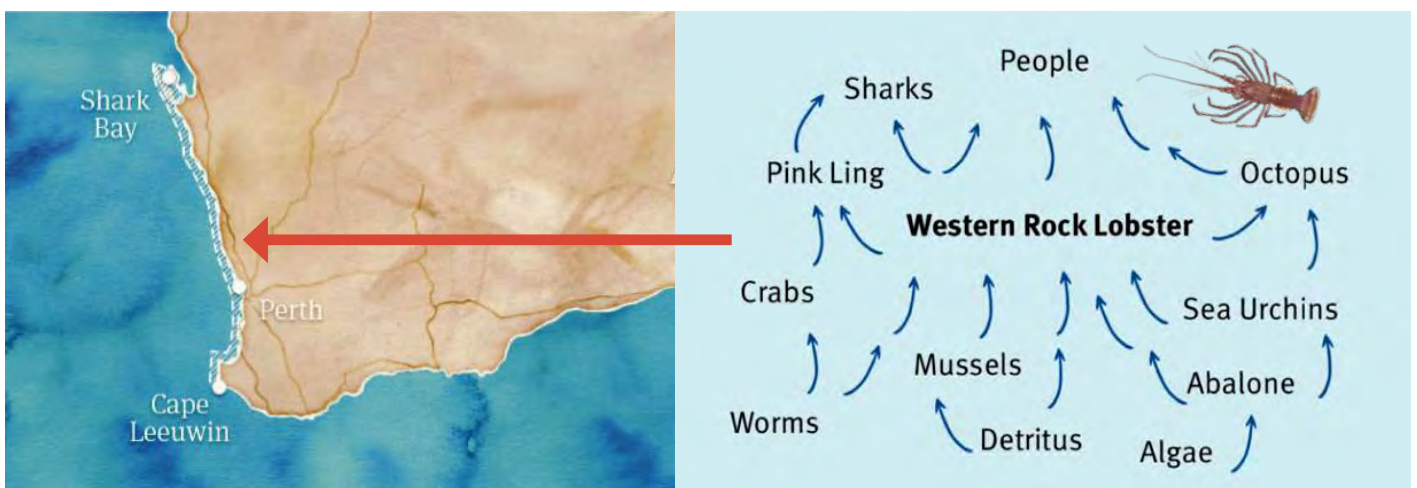 Shark
Bay
Perth
Cape
Leeuwin
People
Sharks
Pink Ling
Octopus
Western Rock Lobster
Crabs
Sea Urchins
Mussels
Abalone
Worms
Detritus
Algae